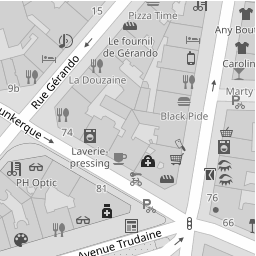 15
Pizza Time
Any Bout
Le fournil
de Gérando
Rue Gérando
La Douzaine
Carolin
9b
Marty
Black Pide
unkerque
74
Laverie
pressing
PH Optic
81
76
66
Avenue Trudaine